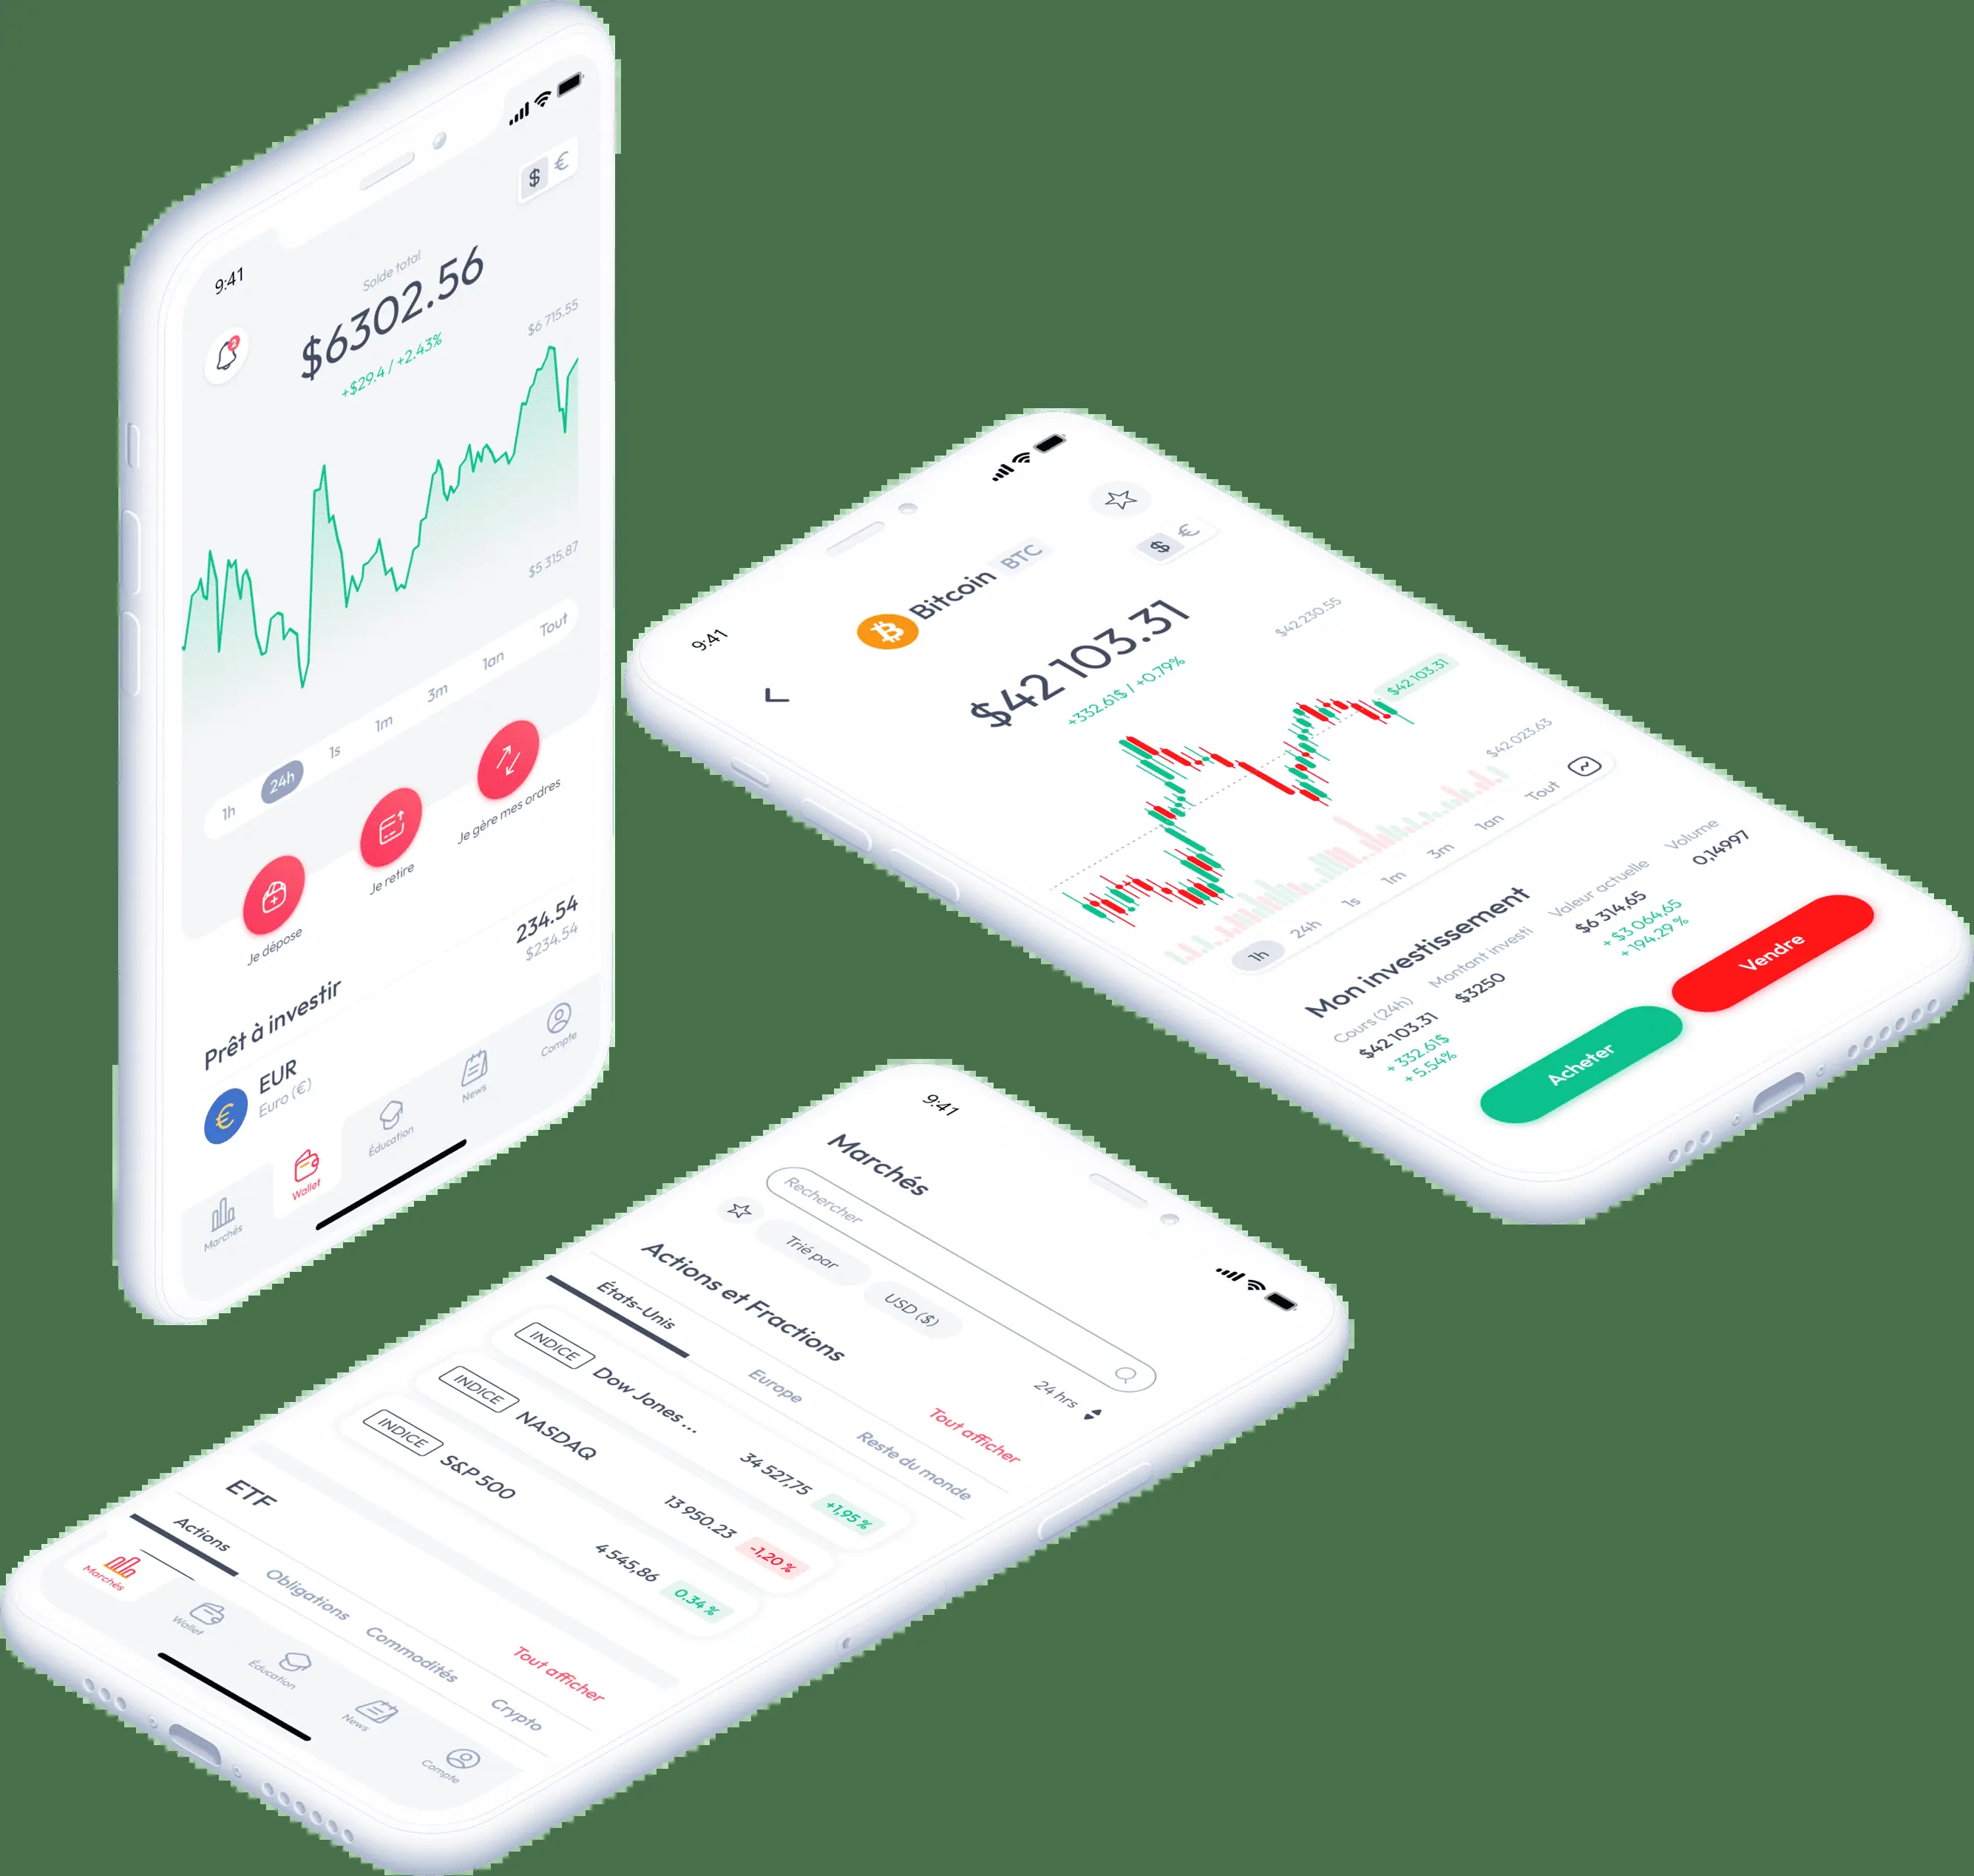 9:41
$ €
Solde total
$6302.56
+$29.4 / +2.43%
2
$6 715.55
$5 315.87
1h 24h 1s 1m 3m 1an Tout
Je dépose
Je retire
Je gère mes ordres
Prêt à investir
234.54
$234.54
€
EUR
Euro (€)
Marchés
Wallet
Éducation
News
Compte
9:41
Bitcoin BTC
$ €
$42 103.31
+332.61$ / +0.79%
$42 230.55
$42 103.31
$42 023.63
1h 24h 1s 1m 3m 1an Tout
Mon investissement
Cours (24h)
$42 103.31
+ 332.61$
+ 5.54%
Montant investi
$3250
Valeur actuelle
$6 314,65
+ $3 064,65
+ 194.29 %
Volume
0,14997
Acheter
Vendre
9:41
Marchés
Rechercher
Trié par
USD ($)
24 hrs
Actions et Fractions
Tout afficher
États-Unis
Europe
Reste du monde
INDICE Dow Jones ... 34 527,75 +1,95 %
INDICE NASDAQ 13 950.23 -1,20 %
INDICE S&P 500 4 545,86 0.34 %
ETF
Tout afficher
Actions
Obligations
Commodités
Crypto
Marchés
Wallet
Éducation
News
Compte